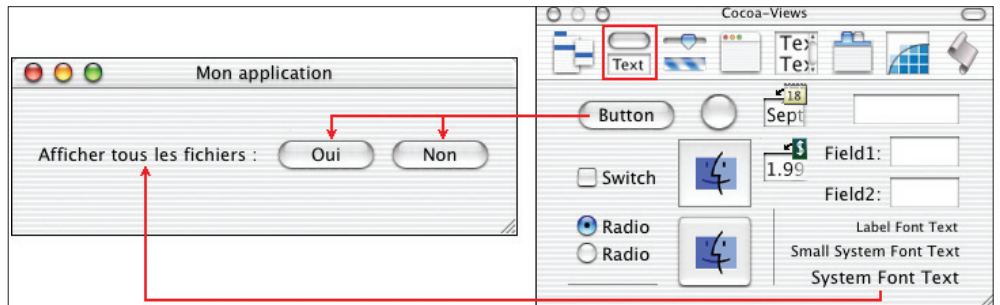 Mon application
Afficher tous les fichiers :
Oui
Non
Cocoa-Views
Text
Tex
Tex
Button
18
Sept
Field1:
Switch
$
1.99
Field2:
Radio
Label Font Text
Radio
Small System Font Text
System Font Text